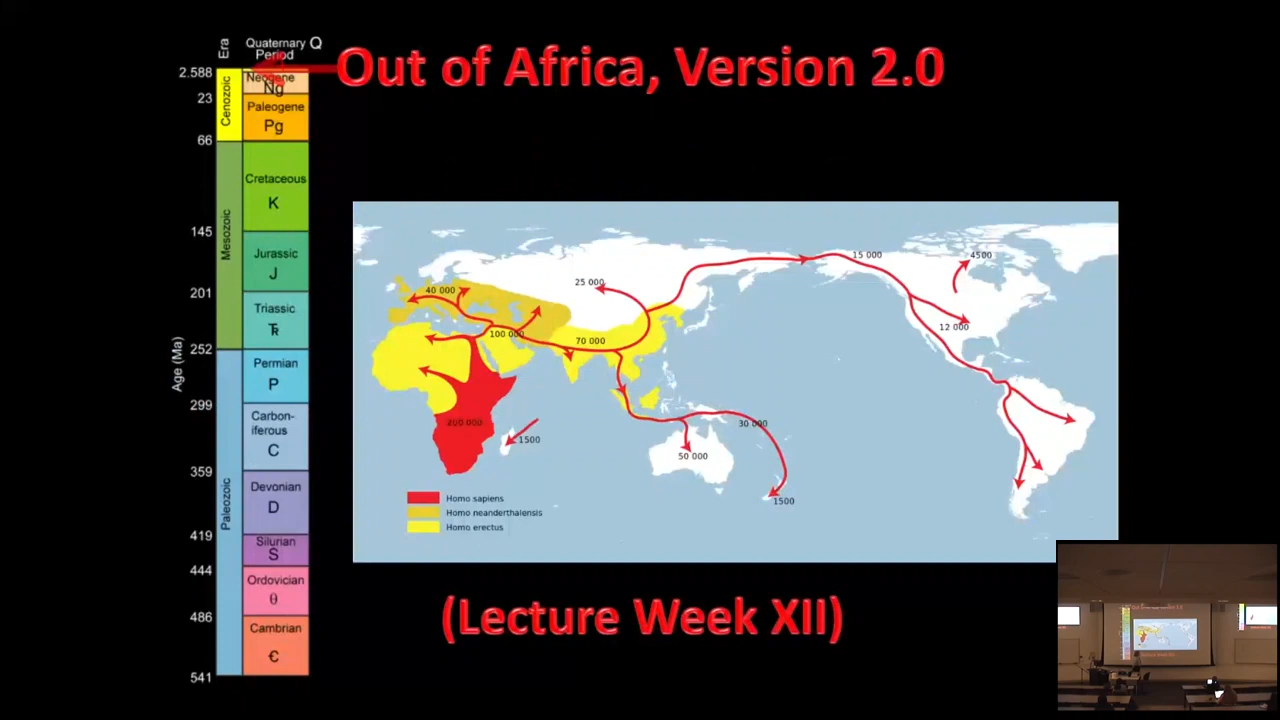 Out of Africa, Version 2.0
Era
Quaternary Q
Period
2.588
Neogene
Ng
23
Cenozoic
Paleogene
Pg
66
Cretaceous
K
145
Mesozoic
Jurassic
J
201
Triassic
Ꞇ
252
Age (Ma)
Permian
P
299
Carbon-
iferous
C
359
Paleozoic
Devonian
D
419
Silurian
S
444
Ordovician
θ
486
Cambrian
Є
541
15 000
4500
25 000
40 000
12 000
100 000
70 000
200 000
1500
30 000
50 000
1500
Homo sapiens
Homo neanderthalensis
Homo erectus
(Lecture Week XII)